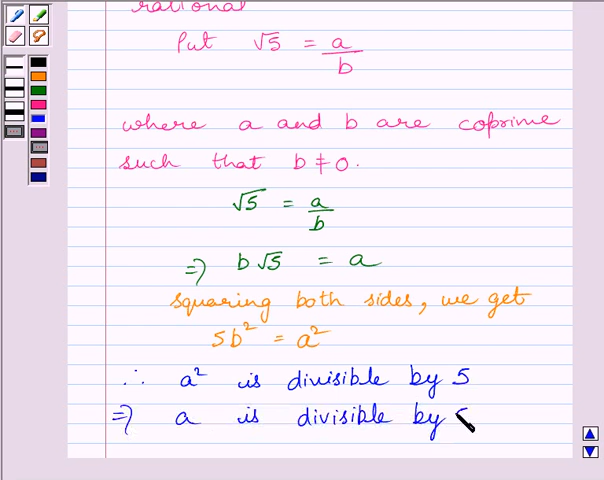 rational
Put √5 = a/b
where a and b are coprime
such that b ≠ 0.
√5 = a/b
⇒ b√5 = a
squaring both sides, we get
5b² = a²
∴ a² is divisible by 5
⇒ a is divisible by 5